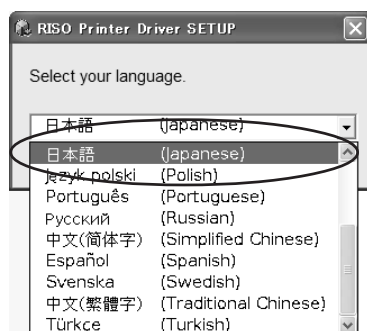 RISO Printer Driver SETUP
Select your language.
日本語 (Japanese)
日本語 (Japanese)
Język polski (Polish)
Português (Portuguese)
Русский (Russian)
中文(简体字) (Simplified Chinese)
Español (Spanish)
Svenska (Swedish)
中文(繁體字) (Traditional Chinese)
Türkçe (Turkish)